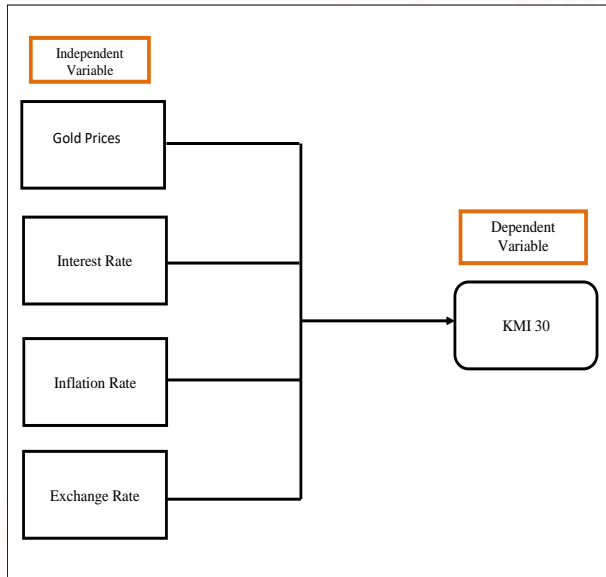 Independent
Variable
Gold Prices
Interest Rate
Inflation Rate
Exchange Rate
Dependent
Variable
KMI 30